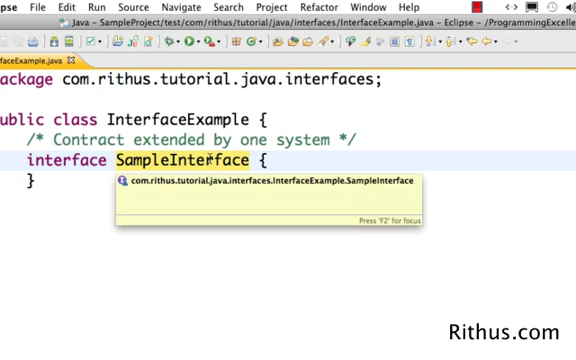 pse File Edit Run Source Navigate Search Project Refactor Window Help
Java – SampleProject/test/com/rithus/tutorial/java/interfaces/InterfaceExample.java – Eclipse – /ProgrammingExcelle
faceExample.java
ackage com.rithus.tutorial.java.interfaces;
ublic class InterfaceExample {
/* Contract extended by one system */
interface SampleInterface {
}
com.rithus.tutorial.java.interfaces.InterfaceExample.SampleInterface
Press 'F2' for focus
Rithus.com